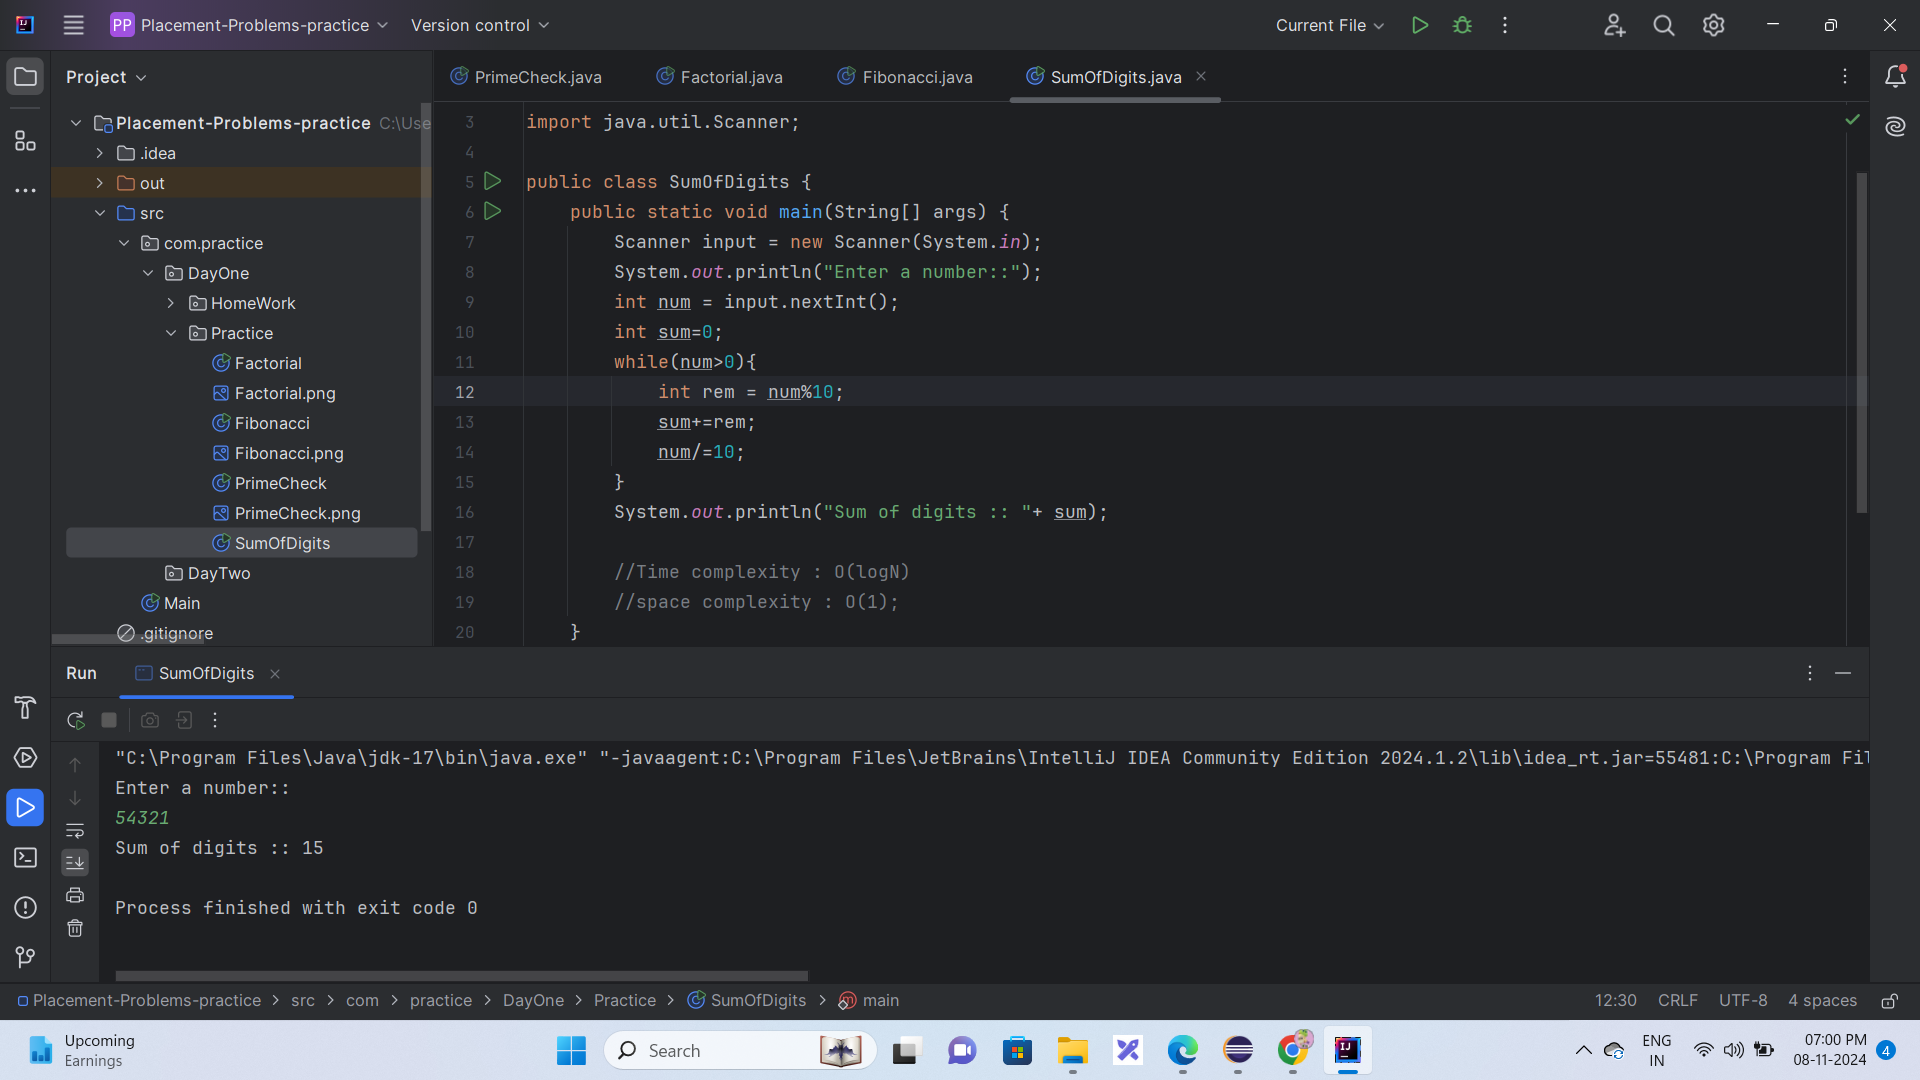 PP Placement-Problems-practice Version control Current File
Project
Placement-Problems-practice C:\Use
.idea
out
src
com.practice
DayOne
HomeWork
Practice
Factorial
Factorial.png
Fibonacci
Fibonacci.png
PrimeCheck
PrimeCheck.png
SumOfDigits
DayTwo
Main
.gitignore
PrimeCheck.java Factorial.java Fibonacci.java SumOfDigits.java
3 import java.util.Scanner;
4
5 public class SumOfDigits {
6 public static void main(String[] args) {
7 Scanner input = new Scanner(System.in);
8 System.out.println("Enter a number::");
9 int num = input.nextInt();
10 int sum=0;
11 while(num>0){
12 int rem = num%10;
13 sum+=rem;
14 num/=10;
15 }
16 System.out.println("Sum of digits :: "+ sum);
17
18 //Time complexity : O(logN)
19 //space complexity : O(1);
20 }
Run SumOfDigits
"C:\Program Files\Java\jdk-17\bin\java.exe" "-javaagent:C:\Program Files\JetBrains\IntelliJ IDEA Community Edition 2024.1.2\lib\idea_rt.jar=55481:C:\Program Fil
Enter a number::
54321
Sum of digits :: 15
Process finished with exit code 0
Placement-Problems-practice > src > com > practice > DayOne > Practice > SumOfDigits > main 12:30 CRLF UTF-8 4 spaces
Upcoming
Earnings
Search
ENG
IN
07:00 PM
08-11-2024
4